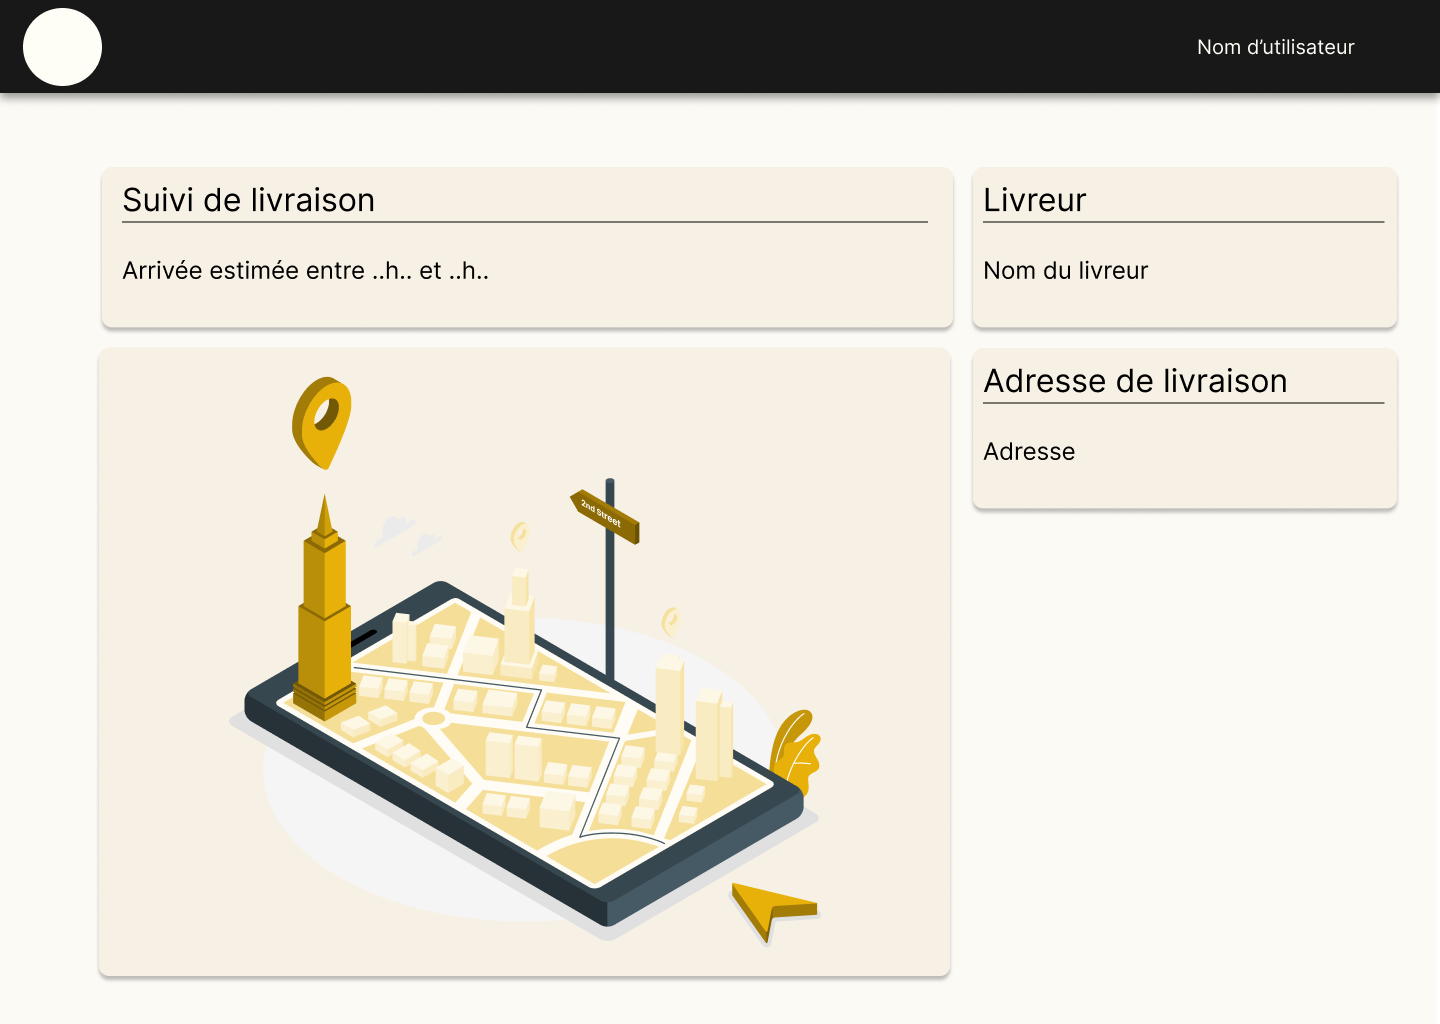 Nom d’utilisateur
Suivi de livraison
Arrivée estimée entre ..h.. et ..h..
Livreur
Nom du livreur
Adresse de livraison
Adresse
2nd Street